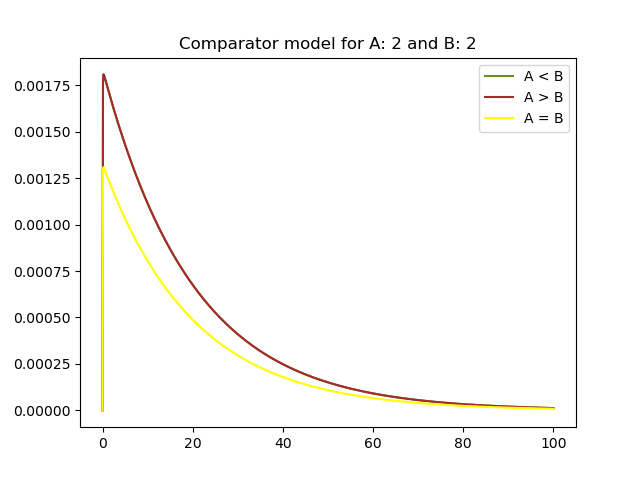 Comparator model for A: 2 and B: 2
0.00175
0.00150
0.00125
0.00100
0.00075
0.00050
0.00025
0.00000
A < B
A > B
A = B
0 20 40 60 80 100